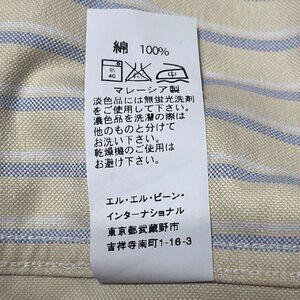 綿 100%
40
マレーシア製
淡色品には無蛍光洗剤
をご使用して下さい。
濃色品を洗濯の際は
他のものと分けて
お洗い下さい。
乾燥機のご使用は
お避け下さい。
エル・エル・ビーン・
インターナショナル
東京都武蔵野市
吉祥寺南町1-16-3